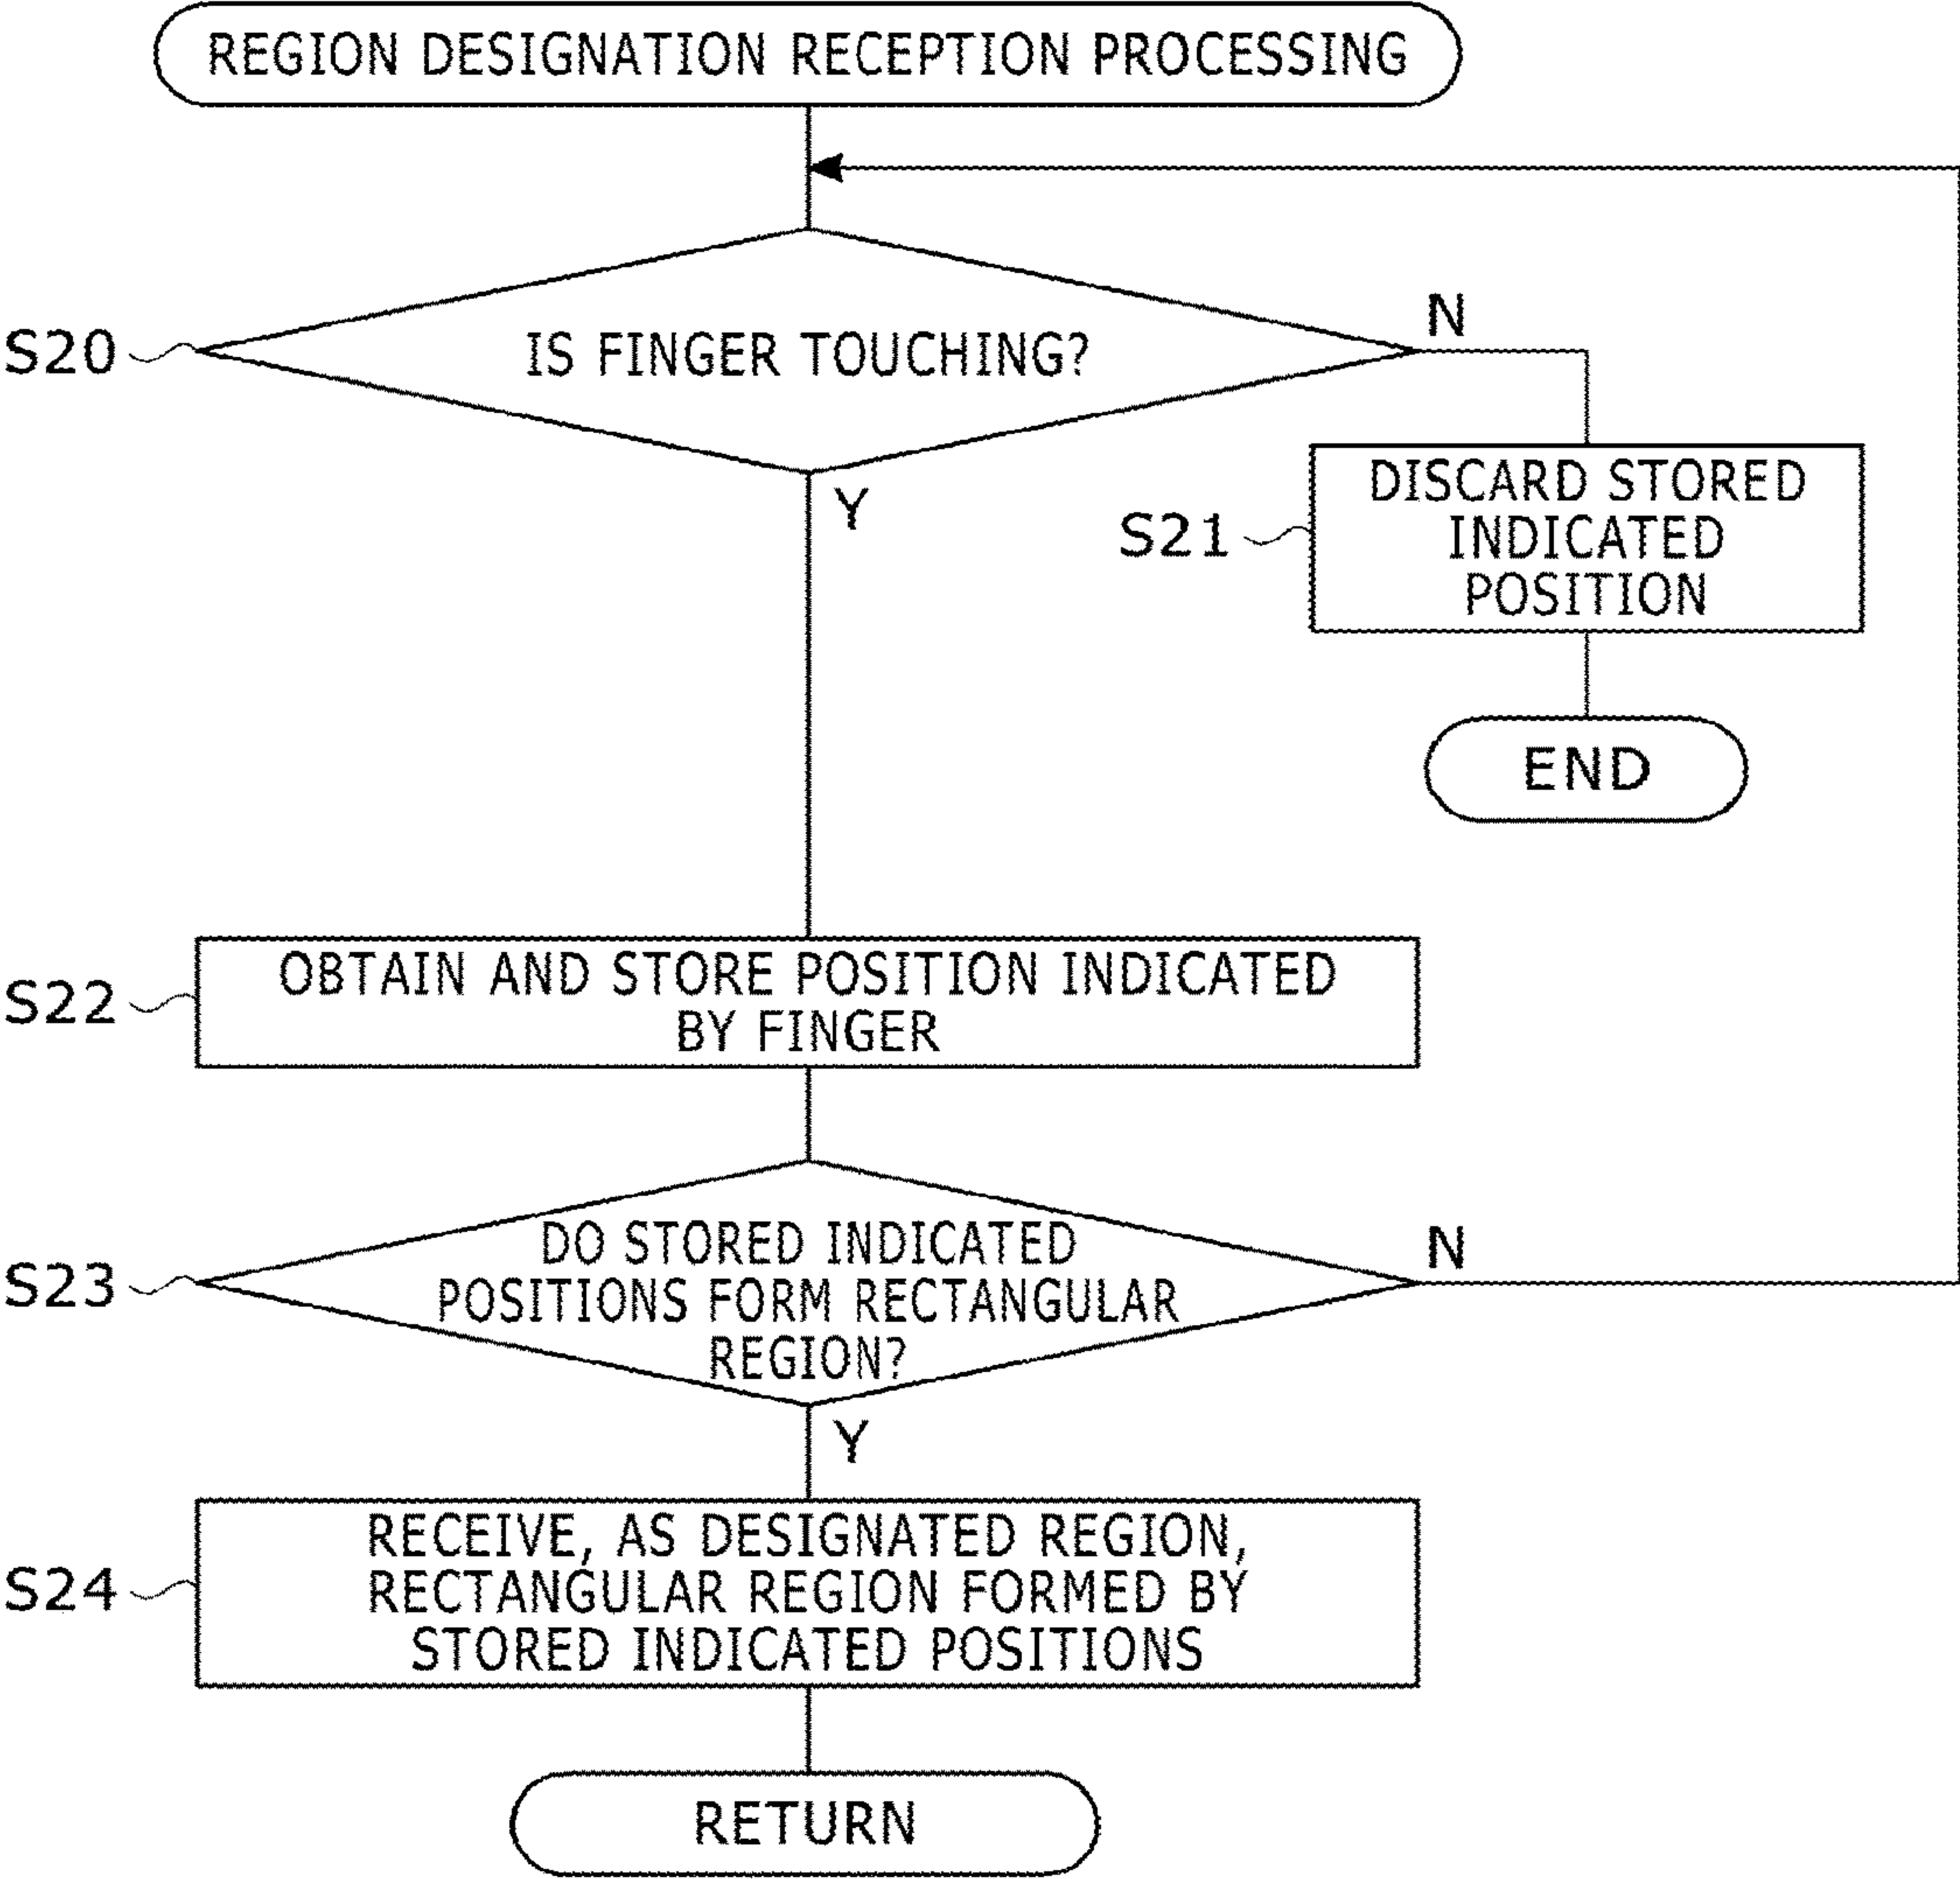 REGION DESIGNATION RECEPTION PROCESSING
S20
IS FINGER TOUCHING?
N
Y
S21
DISCARD STORED
INDICATED
POSITION
END
S22
OBTAIN AND STORE POSITION INDICATED
BY FINGER
S23
DO STORED INDICATED
POSITIONS FORM RECTANGULAR
REGION?
N
Y
S24
RECEIVE, AS DESIGNATED REGION,
RECTANGULAR REGION FORMED BY
STORED INDICATED POSITIONS
RETURN